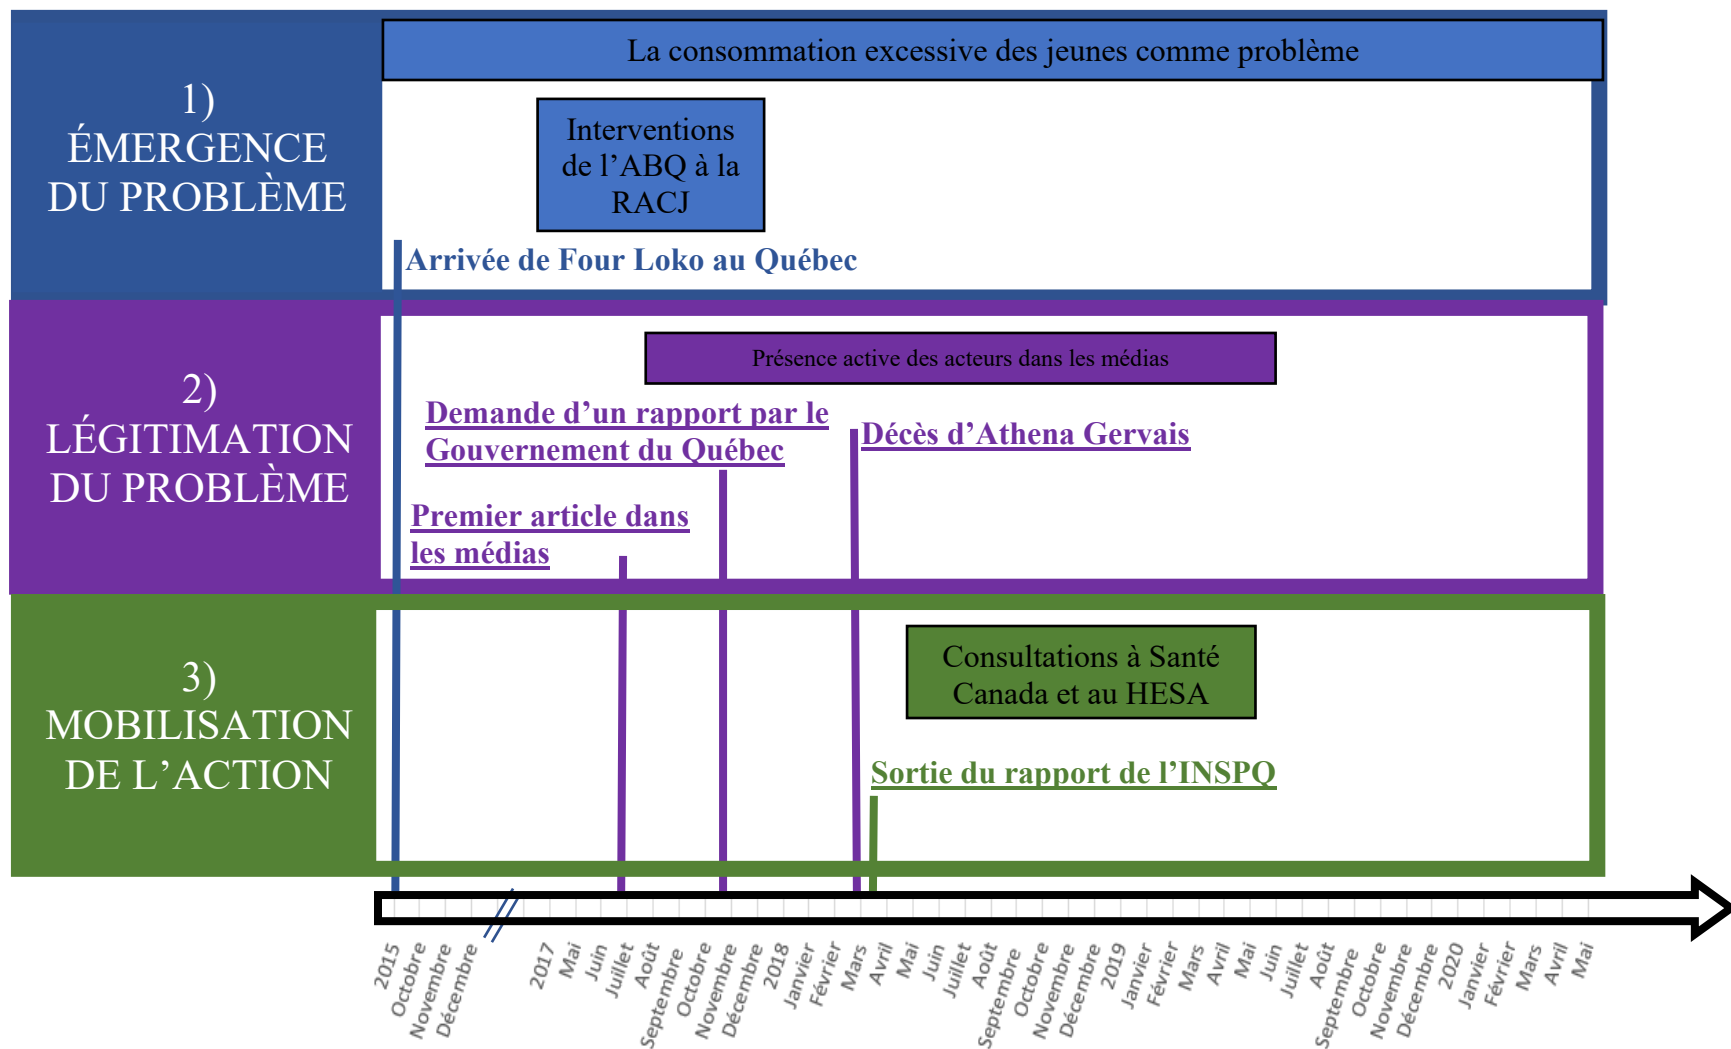 1)
ÉMERGENCE
DU PROBLÈME
La consommation excessive des jeunes comme problème
Interventions
de l’ABQ à la
RACJ
Arrivée de Four Loko au Québec
2)
LÉGITIMATION
DU PROBLÈME
Présence active des acteurs dans les médias
Demande d’un rapport par le
Gouvernement du Québec
Décès d’Athena Gervais
Premier article dans
les médias
3)
MOBILISATION
DE L’ACTION
Consultations à Santé
Canada et au HESA
Sortie du rapport de l’INSPQ
2015
Octobre
Novembre
Décembre
2017
Mai
Juin
Juillet
Août
Septembre
Octobre
Novembre
Décembre
2018
Janvier
Février
Mars
Avril
Mai
Juin
Juillet
Août
Septembre
Octobre
Novembre
Décembre
2019
Janvier
Février
Mars
Avril
Mai
Juin
Juillet
Août
Septembre
Octobre
Novembre
Décembre
2020
Janvier
Février
Mars
Avril
Mai